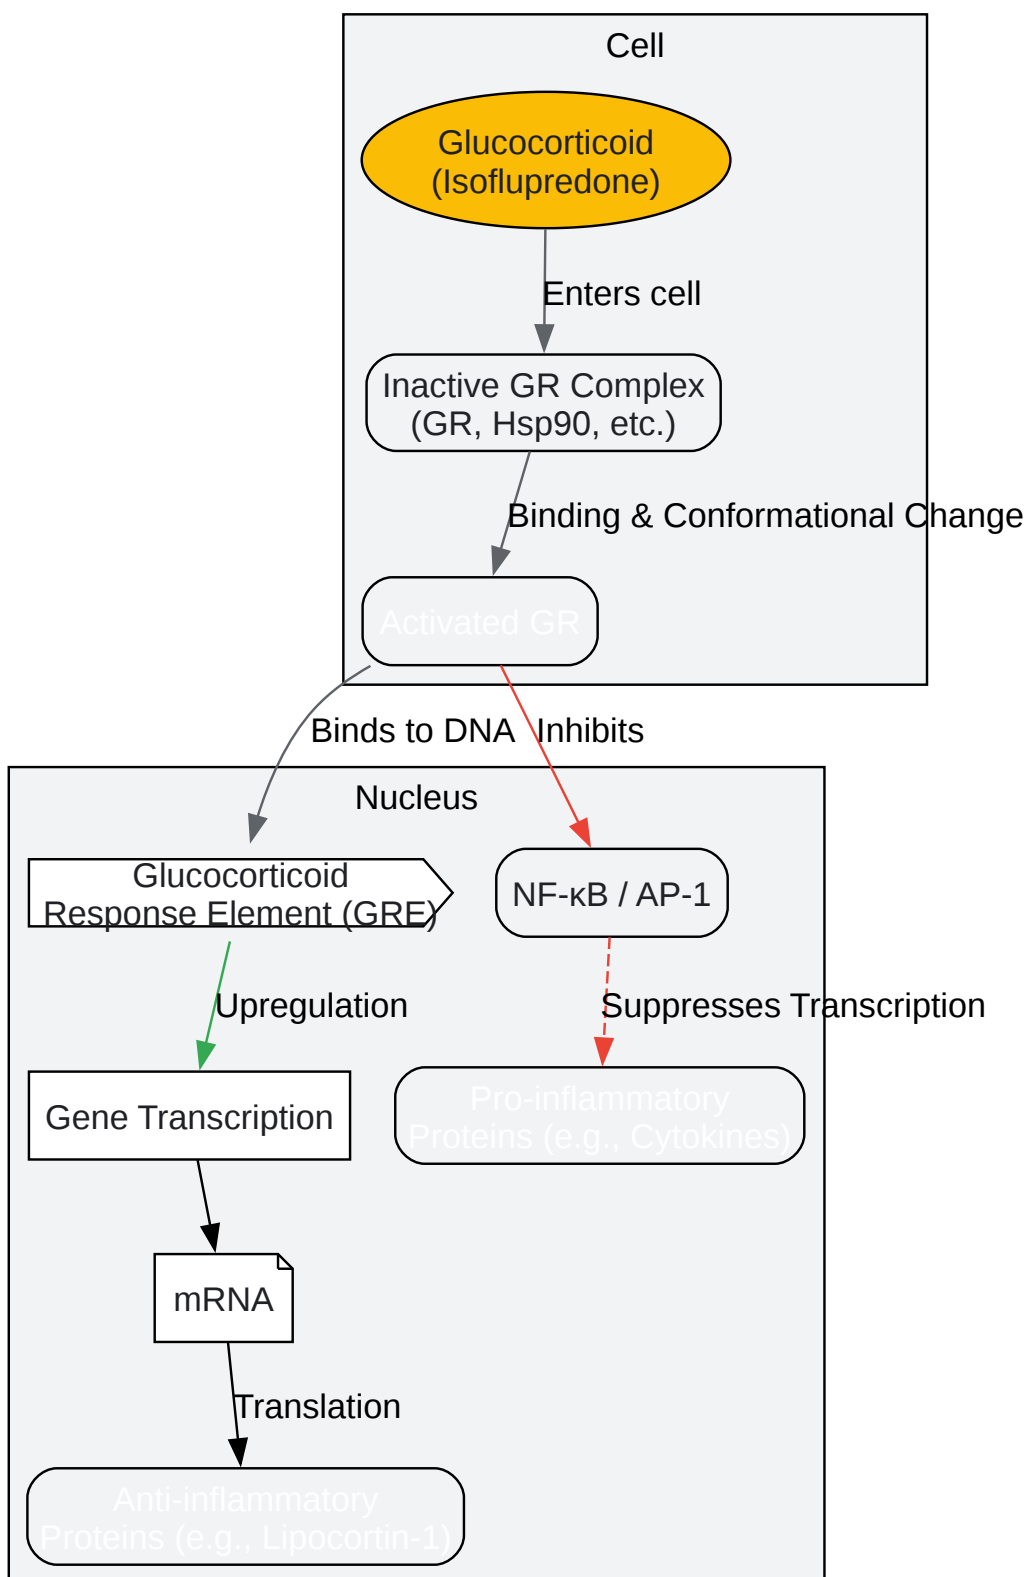 Cell
Glucocorticoid
(Isoflupredone)
Enters cell
Inactive GR Complex
(GR, Hsp90, etc.)
Binding & Conformational Change
Activated GR
Binds to DNA
Inhibits
Nucleus
Glucocorticoid
Response Element (GRE)
NF-κB / AP-1
Upregulation
Suppresses Transcription
Gene Transcription
Pro-inflammatory
Proteins (e.g., Cytokines)
mRNA
Translation
Anti-inflammatory
Proteins (e.g., Lipocortin-1)